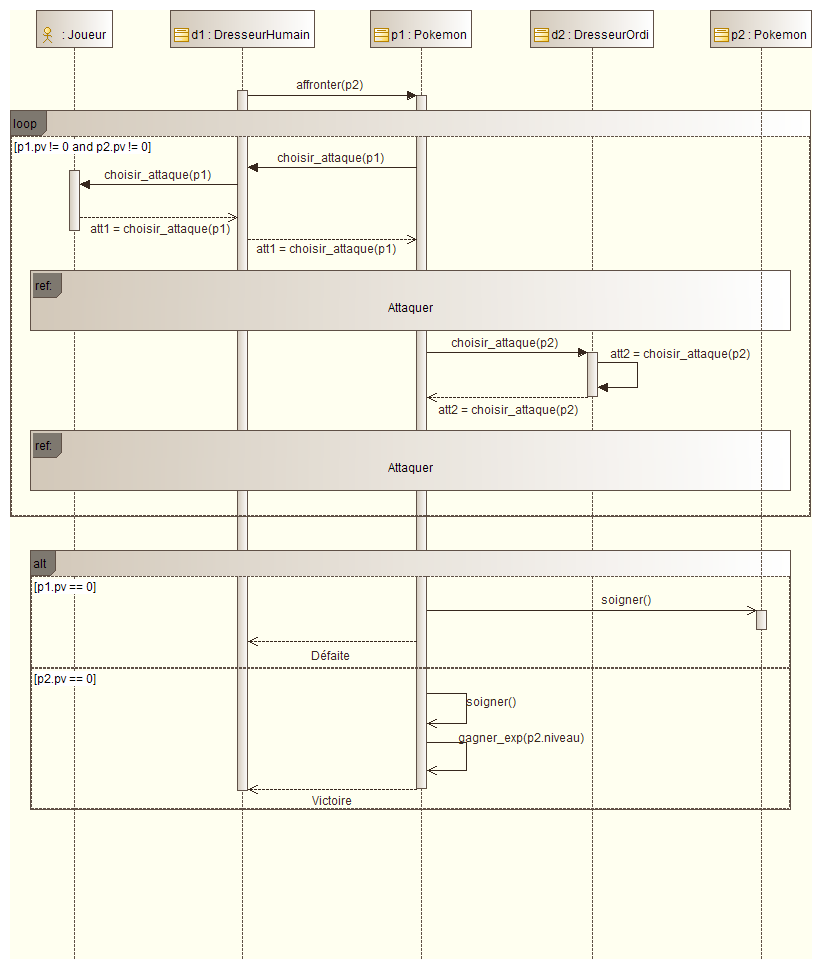 : Joueur
d1 : DresseurHumain
p1 : Pokemon
d2 : DresseurOrdi
p2 : Pokemon
affronter(p2)
loop
[p1.pv != 0 and p2.pv != 0]
choisir_attaque(p1)
choisir_attaque(p1)
att1 = choisir_attaque(p1)
att1 = choisir_attaque(p1)
ref:
Attaquer
choisir_attaque(p2)
att2 = choisir_attaque(p2)
att2 = choisir_attaque(p2)
ref:
Attaquer
alt
[p1.pv == 0]
soigner()
Défaite
[p2.pv == 0]
soigner()
gagner_exp(p2.niveau)
Victoire